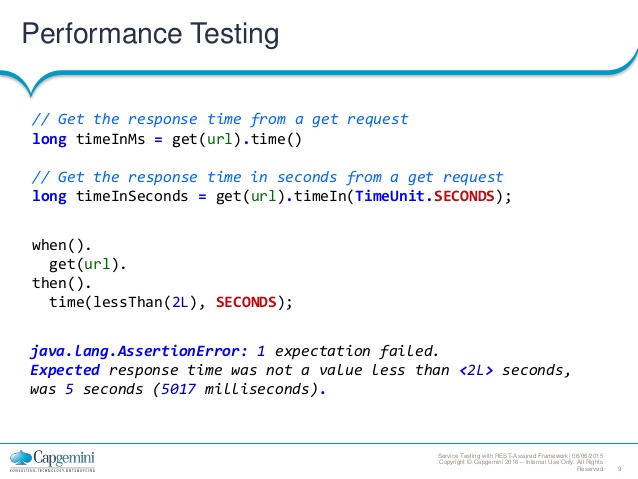 Performance Testing
// Get the response time from a get request
long timeInMs = get(url).time()
// Get the response time in seconds from a get request
long timeInSeconds = get(url).timeIn(TimeUnit.SECONDS);
when().
get(url).
then().
time(lessThan(2L), SECONDS);
java.lang.AssertionError: 1 expectation failed.
Expected response time was not a value less than <2L> seconds,
was 5 seconds (5017 milliseconds).
Capgemini
CONSULTING.TECHNOLOGY.OUTSOURCING
Service Testing with REST-Assured Framework| 06/06/2015
Copyright © Capgemini 2016 – Internal Use Only. All Rights
Reserved
9